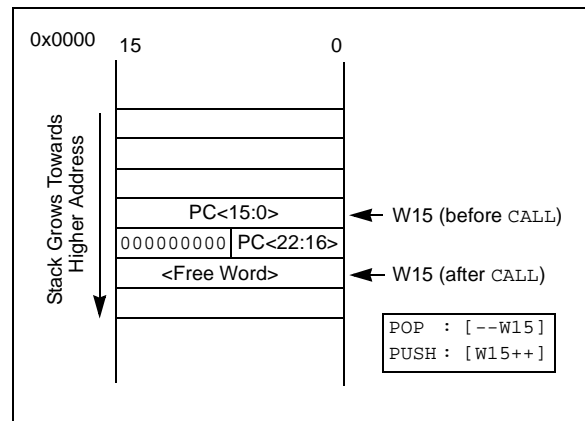 0x0000
15 0
Stack Grows Towards
Higher Address
PC<15:0>
W15 (before CALL)
000000000 PC<22:16>
<Free Word>
W15 (after CALL)
POP : [--W15]
PUSH : [W15++]